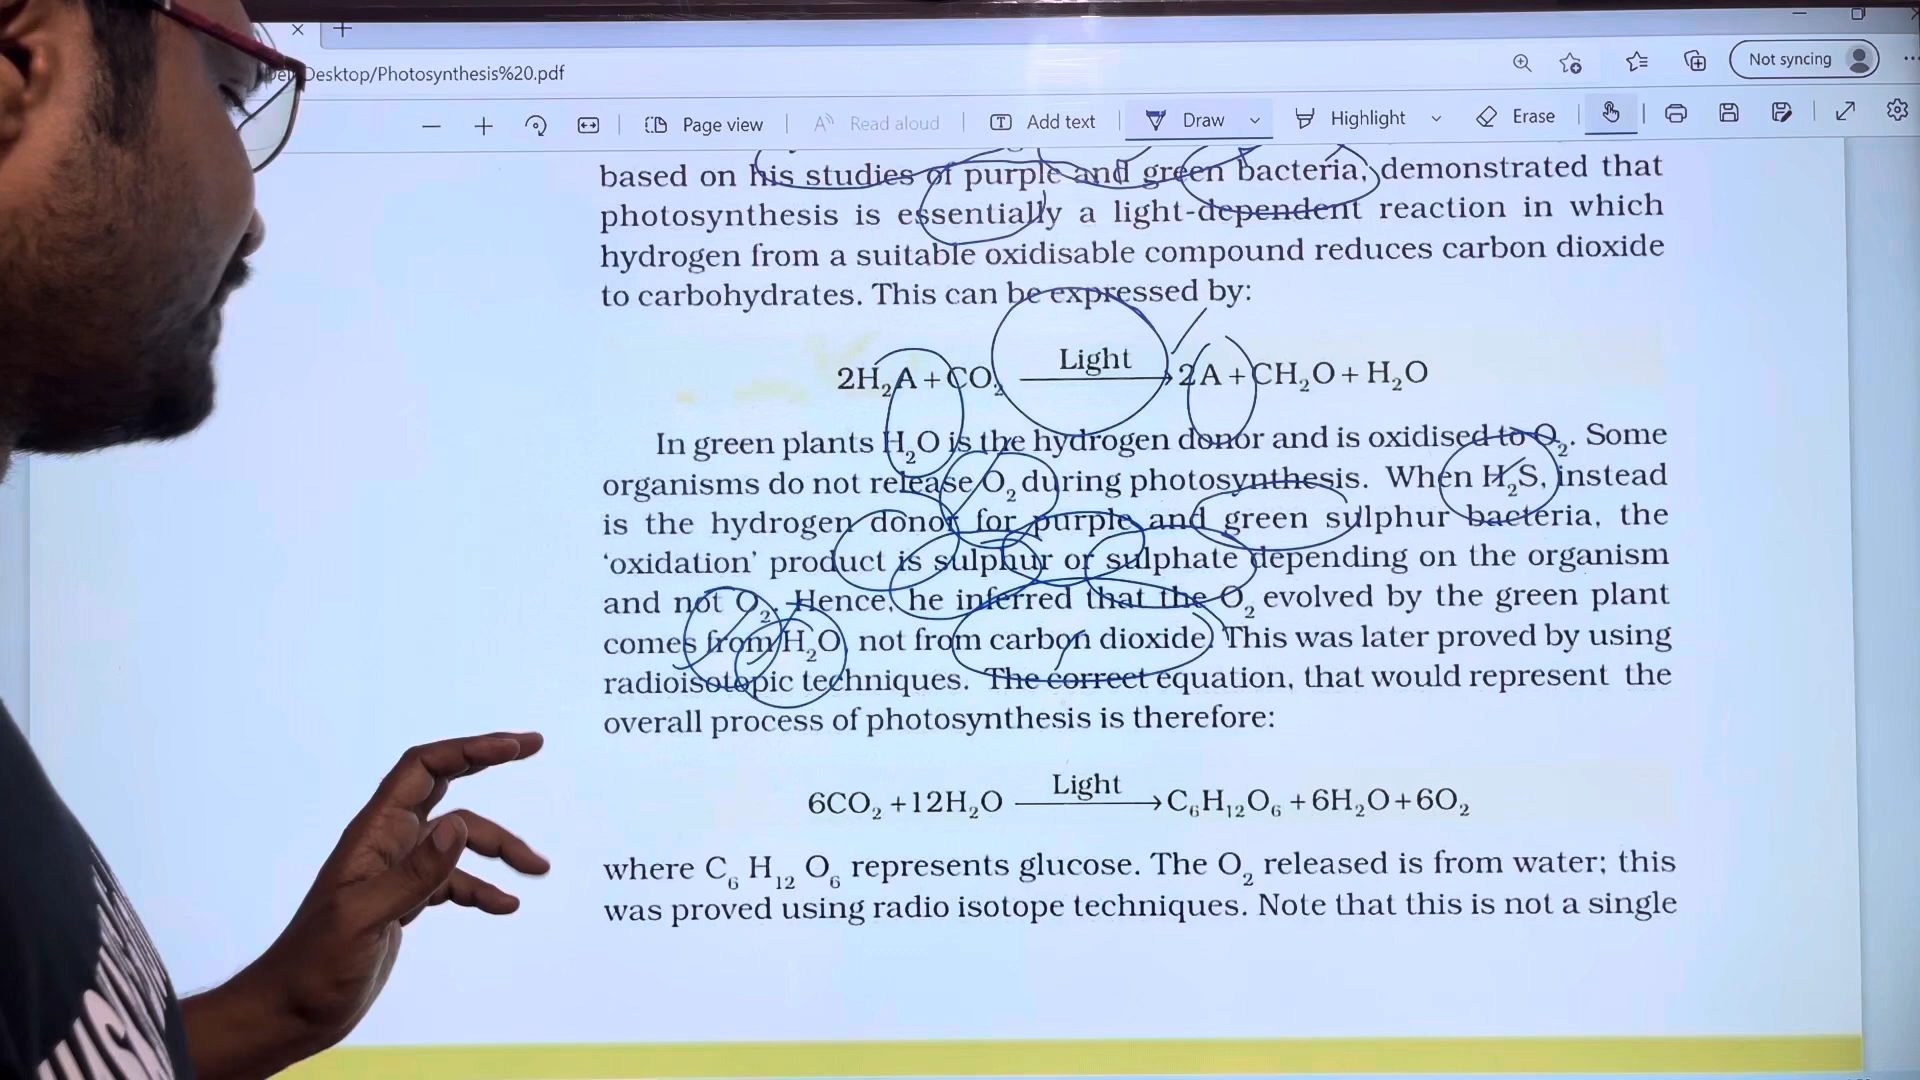 Desktop/Photosynthesis%20.pdf
Not syncing
Page view
Read aloud
Add text
Draw
Highlight
Erase
based on his studies of purple and green bacteria, demonstrated that
photosynthesis is essentially a light-dependent reaction in which
hydrogen from a suitable oxidisable compound reduces carbon dioxide
to carbohydrates. This can be expressed by:
2H₂A + CO₂ Light → 2A + CH₂O + H₂O
In green plants H₂O is the hydrogen donor and is oxidised to O₂. Some
organisms do not release O₂ during photosynthesis. When H₂S, instead
is the hydrogen donor for purple and green sulphur bacteria, the
‘oxidation’ product is sulphur or sulphate depending on the organism
and not O₂. Hence, he inferred that the O₂ evolved by the green plant
comes from H₂O, not from carbon dioxide. This was later proved by using
radioisotopic techniques. The correct equation, that would represent the
overall process of photosynthesis is therefore:
6CO₂ + 12H₂O Light → C₆H₁₂O₆ + 6H₂O + 6O₂
where C₆ H₁₂ O₆ represents glucose. The O₂ released is from water; this
was proved using radio isotope techniques. Note that this is not a single